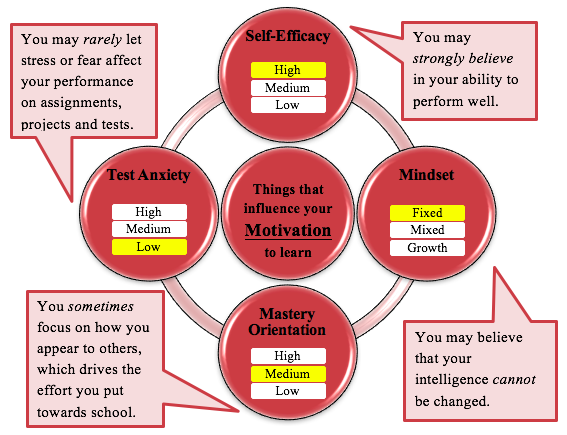 You may rarely let
stress or fear affect
your performance
on assignments,
projects and tests.
Self-Efficacy
High
Medium
Low
You may
strongly believe
in your ability to
perform well.
Test Anxiety
High
Medium
Low
Things that
influence your
Motivation
to learn
Mindset
Fixed
Mixed
Growth
You sometimes
focus on how you
appear to others,
which drives the
effort you put
towards school.
Mastery
Orientation
High
Medium
Low
You may believe
that your
intelligence cannot
be changed.